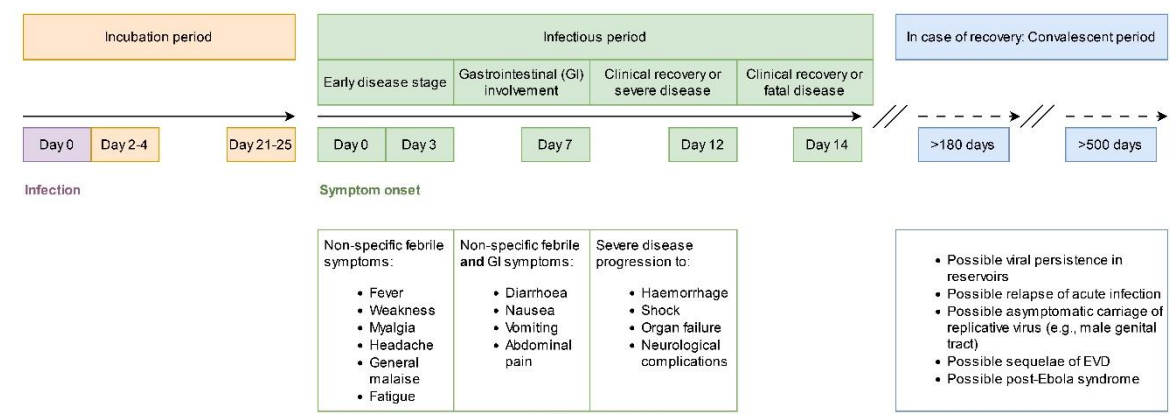 Incubation period
Infectious period
In case of recovery: Convalescent period
Early disease stage
Gastrointestinal (GI)
involvement
Clinical recovery or
severe disease
Clinical recovery or
fatal disease
Day 0
Day 2-4
Day 21-25
Day 0
Day 3
Day 7
Day 12
Day 14
>180 days
>500 days
Infection
Symptom onset
Non-specific febrile
symptoms:
• Fever
• Weakness
• Myalgia
• Headache
• General
malaise
• Fatigue
Non-specific febrile
and GI symptoms:
• Diarrhoea
• Nausea
• Vomiting
• Abdominal
pain
Severe disease
progression to:
• Haemorrhage
• Shock
• Organ failure
• Neurological
complications
• Possible viral persistence in
reservoirs
• Possible relapse of acute infection
• Possible asymptomatic carriage of
replicative virus (e.g., male genital
tract)
• Possible sequelae of EVD
• Possible post-Ebola syndrome